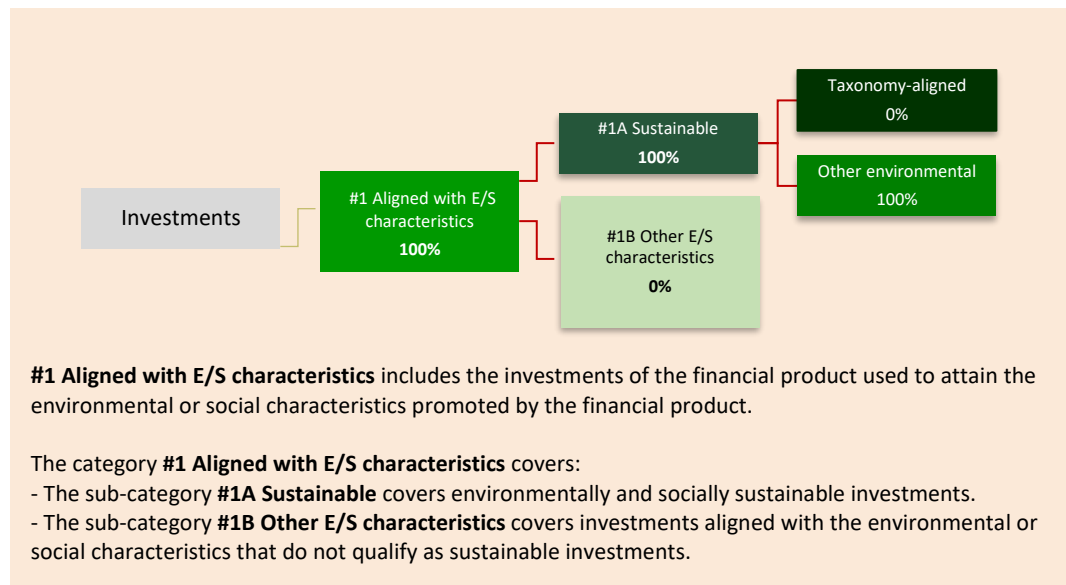 Investments
#1 Aligned with E/S
characteristics
100%
#1A Sustainable
100%
#1B Other E/S
characteristics
0%
Taxonomy-aligned
0%
Other environmental
100%
#1 Aligned with E/S characteristics includes the investments of the financial product used to attain the
environmental or social characteristics promoted by the financial product.
The category #1 Aligned with E/S characteristics covers:
- The sub-category #1A Sustainable covers environmentally and socially sustainable investments.
- The sub-category #1B Other E/S characteristics covers investments aligned with the environmental or
social characteristics that do not qualify as sustainable investments.